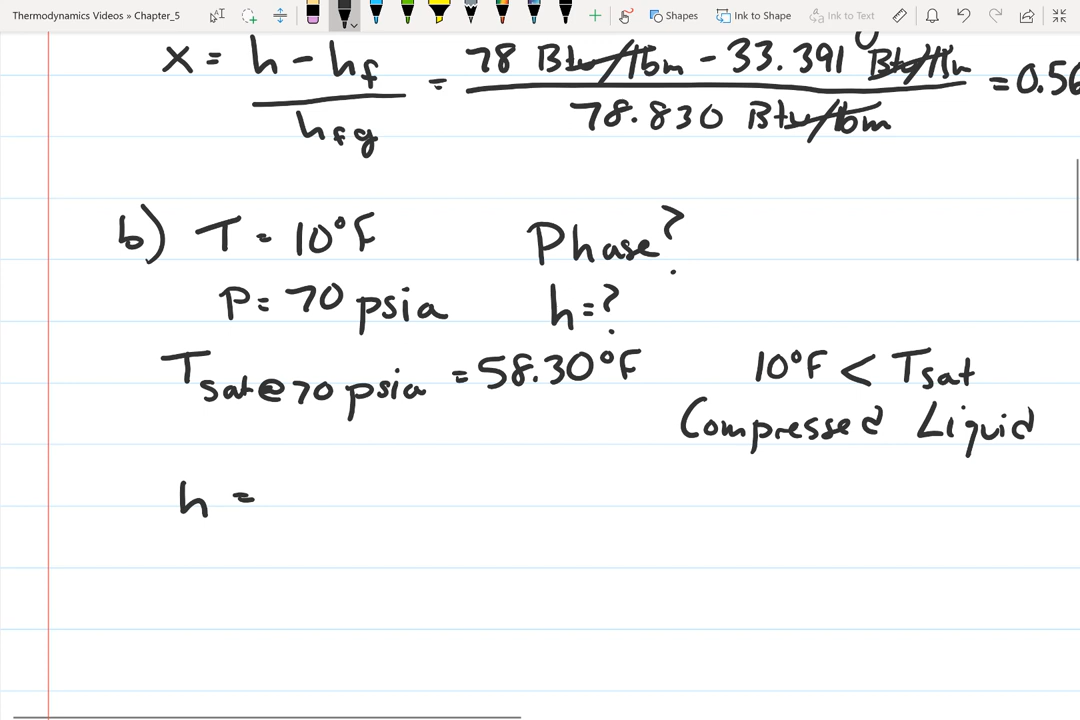 Thermodynamics Videos » Chapter_5
Shapes Ink to Shape Ink to Text
x = h - hf / hfg = 78 Btu/lbm - 33.391 Btu/lbm / 78.830 Btu/lbm = 0.56
b) T = 10°F Phase?
P = 70 psia h = ?
Tsat@70 psia = 58.30°F 10°F < Tsat
Compressed Liquid
h =